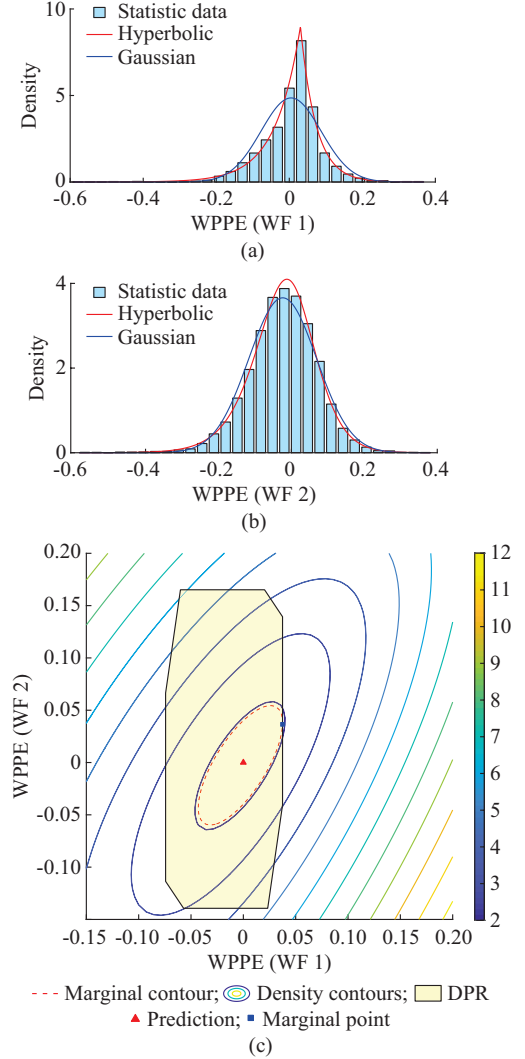 10
Statistic data
Hyperbolic
Gaussian
5
0
Density
-0.6 -0.4 -0.2 0 0.2 0.4
WPPE (WF 1)
(a)
4
Statistic data
Hyperbolic
Gaussian
2
0
Density
-0.6 -0.4 -0.2 0 0.2 0.4
WPPE (WF 2)
(b)
0.20
0.15
0.10
0.05
0
-0.05
-0.10
WPPE (WF 2)
-0.15 -0.10 -0.05 0 0.05 0.10 0.15 0.20
WPPE (WF 1)
12
11
10
9
8
7
6
5
4
3
2
Marginal contour; Density contours; DPR
Prediction; Marginal point
(c)